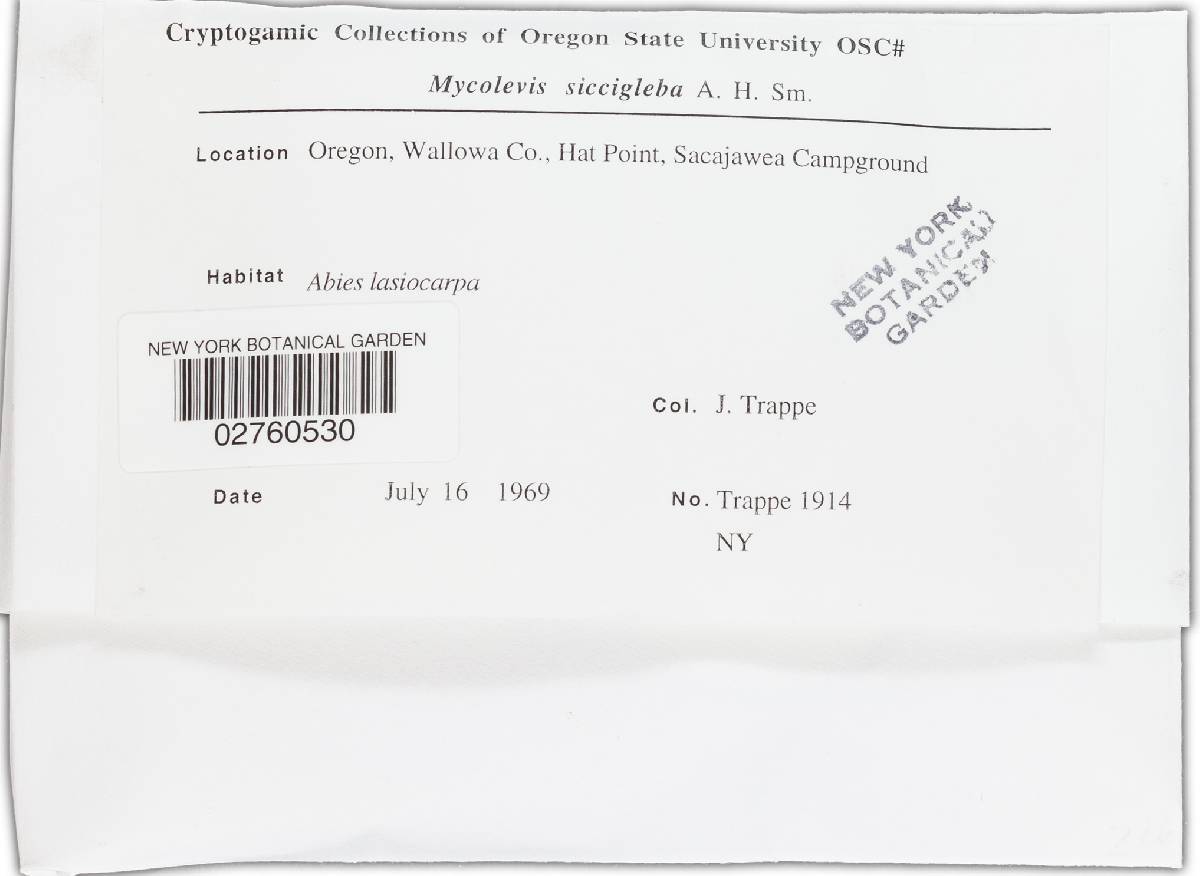 Cryptogamic Collections of Oregon State University OSC#
Mycolevis siccigleba A. H. Sm.
Location Oregon, Wallowa Co., Hat Point, Sacajawea Campground
NEW YORK
BOTANICAL
GARDEN
Habitat Abies lasiocarpa
NEW YORK BOTANICAL GARDEN
02760530
Col. J. Trappe
Date July 16 1969
No. Trappe 1914
NY